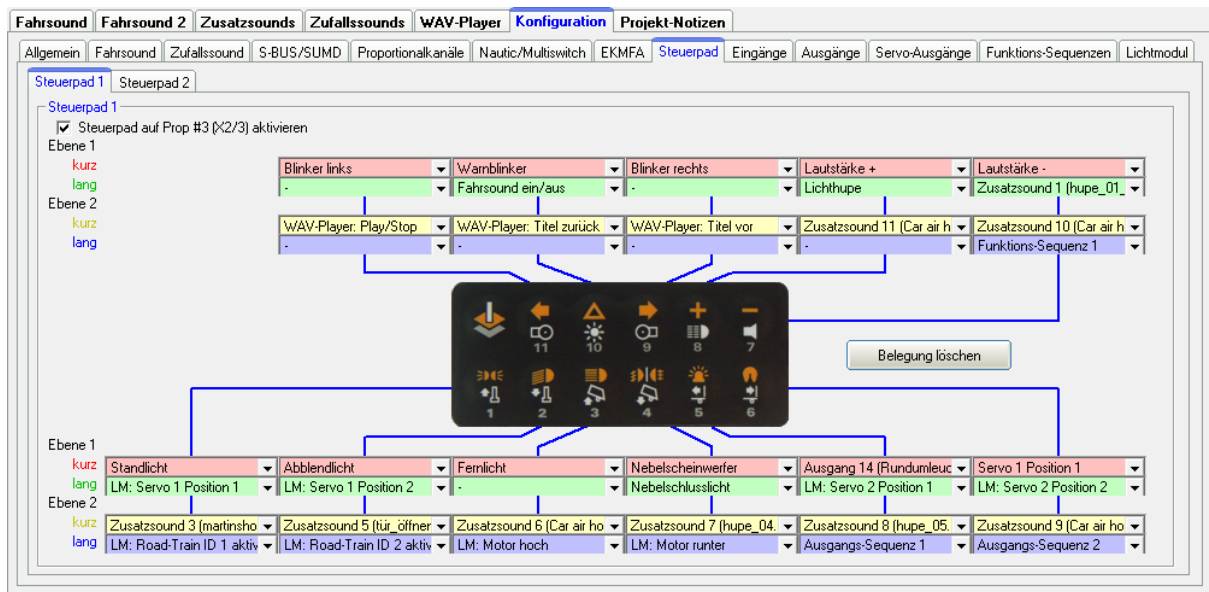 Fahrsound Fahrsound 2 Zusatzsounds Zufallssounds WAV-Player Konfiguration Projekt-Notizen
Allgemein Fahrsound Zufallssound S-BUS/SUMD Proportionalkanäle Nautic/Multiswitch EKMFA Steuerpad Eingänge Ausgänge Servo-Ausgänge Funktions-Sequenzen Lichtmodul
Steuerpad 1 Steuerpad 2
Steuerpad 1
Steuerpad auf Prop #3 (X2/3) aktivieren
Ebene 1
kurz Blinker links Warnblinker Blinker rechts Lautstärke + Lautstärke -
lang - Fahrsound ein/aus - Lichthupe Zusatzsound 1 (hupe_01_
Ebene 2
kurz WAV-Player: Play/Stop WAV-Player: Titel zurück WAV-Player: Titel vor Zusatzsound 11 (Car air h Zusatzsound 10 (Car air h
lang - - - - Funktions-Sequenz 1
+ -
11 10 9 8 7
Belegung löschen
1 2 3 4 5 6
Ebene 1
kurz Standlicht Abblendlicht Fernlicht Nebelscheinwerfer Ausgang 14 (Rundumleuc Servo 1 Position 1
lang LM: Servo 1 Position 1 LM: Servo 1 Position 2 - Nebelschlusslicht LM: Servo 2 Position 1 LM: Servo 2 Position 2
Ebene 2
kurz Zusatzsound 3 (martinsho Zusatzsound 5 (tür_öffner Zusatzsound 6 (Car air ho Zusatzsound 7 (hupe_04. Zusatzsound 8 (hupe_05. Zusatzsound 9 (Car air ho
lang LM: Road-Train ID 1 aktiv LM: Road-Train ID 2 aktiv LM: Motor hoch LM: Motor runter Ausgangs-Sequenz 1 Ausgangs-Sequenz 2